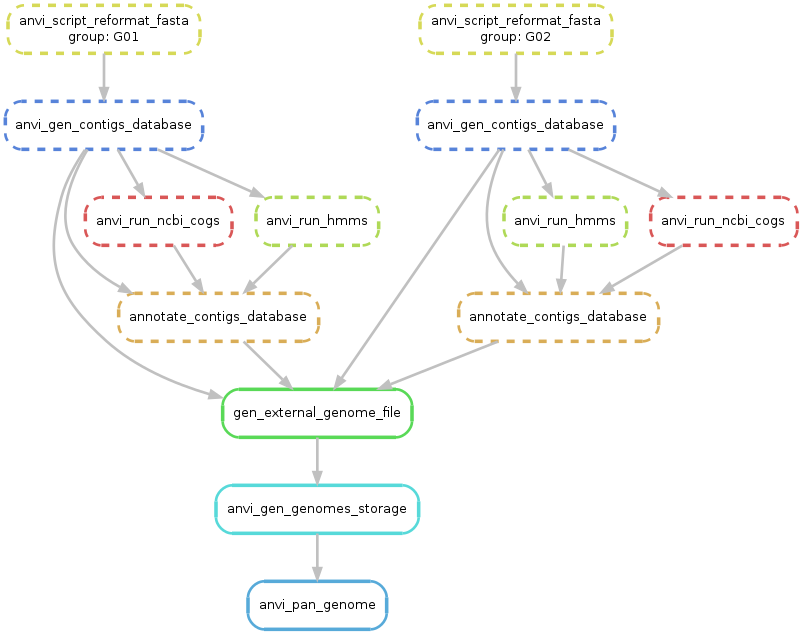 anvi_script_reformat_fasta
group: G01
anvi_script_reformat_fasta
group: G02
anvi_gen_contigs_database
anvi_gen_contigs_database
anvi_run_ncbi_cogs
anvi_run_hmms
anvi_run_hmms
anvi_run_ncbi_cogs
annotate_contigs_database
annotate_contigs_database
gen_external_genome_file
anvi_gen_genomes_storage
anvi_pan_genome